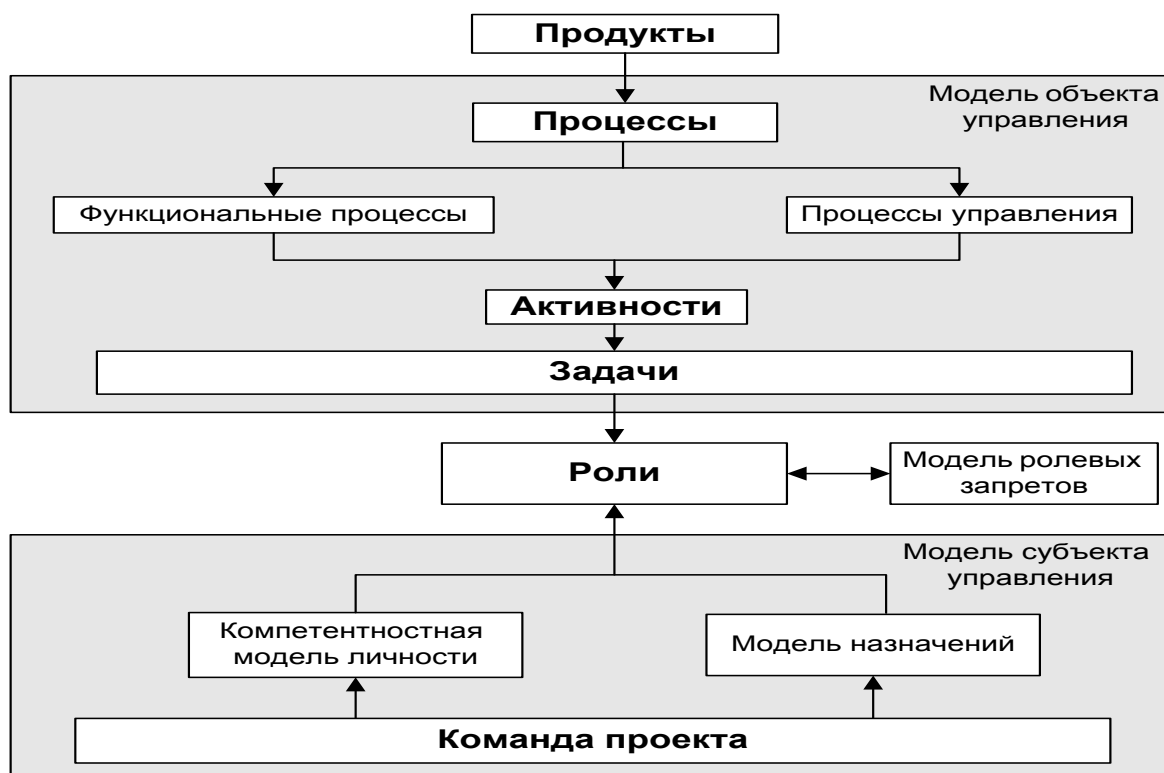 Продукты
Модель объекта
управления
Процессы
Функциональные процессы
Процессы управления
Активности
Задачи
Роли
Модель ролевых
запретов
Модель субъекта
управления
Компетентностная
модель личности
Модель назначений
Команда проекта